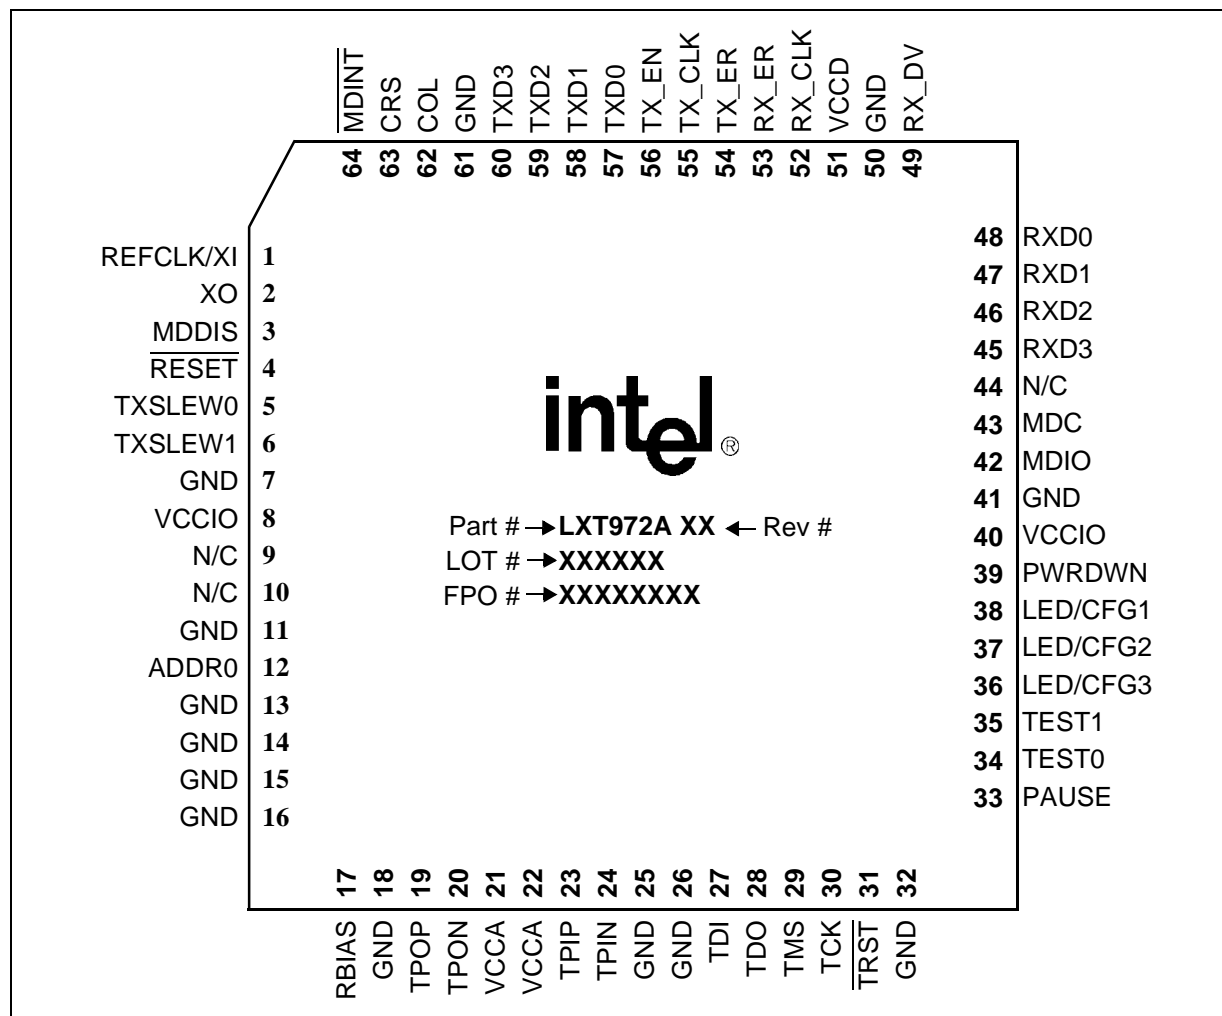 MDINT
CRS
COL
GND
TXD3
TXD2
TXD1
TXD0
TX_EN
TX_CLK
TX_ER
RX_ER
RX_CLK
VCCD
GND
RX_DV
64 63 62 61 60 59 58 57 56 55 54 53 52 51 50 49
REFCLK/XI 1
XO 2
MDDIS 3
RESET 4
TXSLEW0 5
TXSLEW1 6
GND 7
VCCIO 8
N/C 9
N/C 10
GND 11
ADDR0 12
GND 13
GND 14
GND 15
GND 16
intel®
Part # LXT972A XX Rev #
LOT # XXXXXX
FPO # XXXXXXXX
48 RXD0
47 RXD1
46 RXD2
45 RXD3
44 N/C
43 MDC
42 MDIO
41 GND
40 VCCIO
39 PWRDWN
38 LED/CFG1
37 LED/CFG2
36 LED/CFG3
35 TEST1
34 TEST0
33 PAUSE
17 18 19 20 21 22 23 24 25 26 27 28 29 30 31 32
RBIAS
GND
TPOP
TPON
VCCA
VCCA
TPIP
TPIN
GND
GND
TDI
TDO
TMS
TCK
TRST
GND